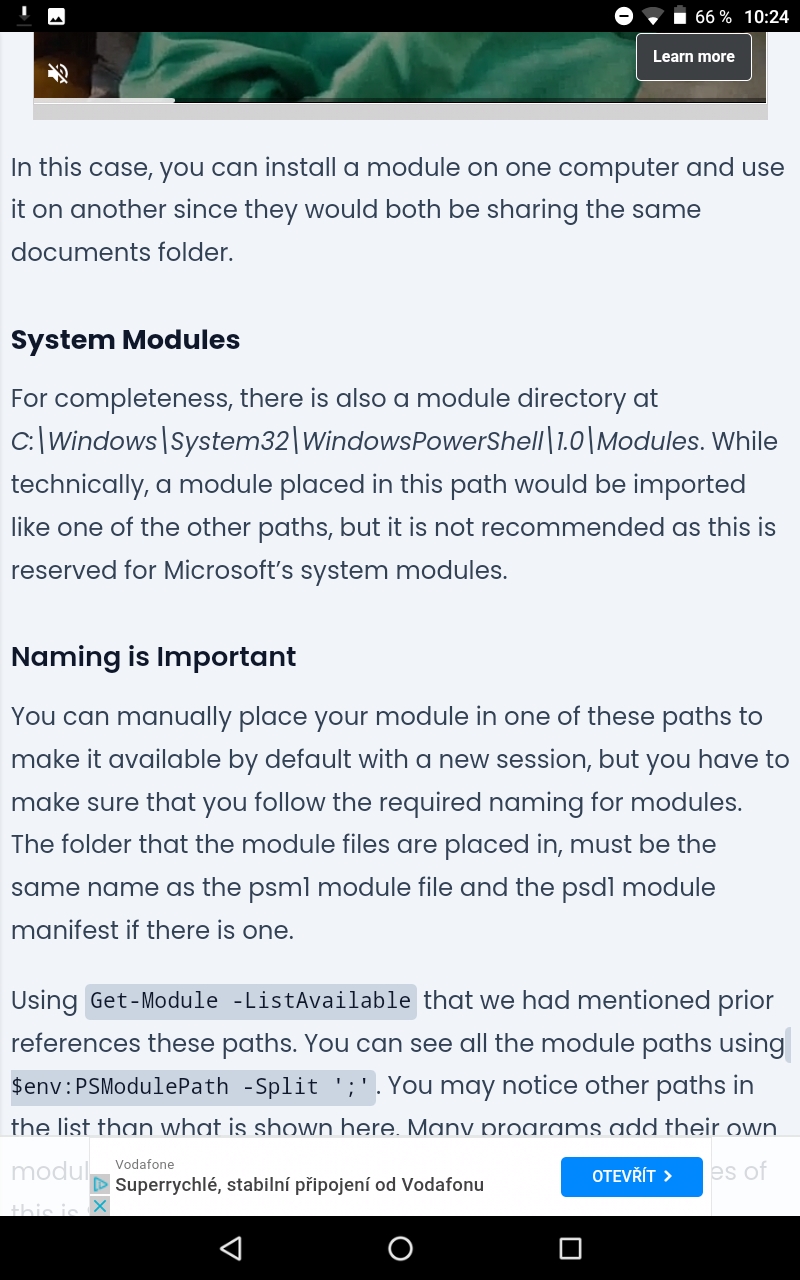 66 % 10:24
Learn more
In this case, you can install a module on one computer and use
it on another since they would both be sharing the same
documents folder.
System Modules
For completeness, there is also a module directory at
C:\Windows\System32\WindowsPowerShell\1.0\Modules. While
technically, a module placed in this path would be imported
like one of the other paths, but it is not recommended as this is
reserved for Microsoft’s system modules.
Naming is Important
You can manually place your module in one of these paths to
make it available by default with a new session, but you have to
make sure that you follow the required naming for modules.
The folder that the module files are placed in, must be the
same name as the psm1 module file and the psd1 module
manifest if there is one.
Using Get-Module -ListAvailable that we had mentioned prior
references these paths. You can see all the module paths using
$env:PSModulePath -Split ';'. You may notice other paths in
the list than what is shown here. Many programs add their own
of
this is
Vodafone
Superrychlé, stabilní připojení od Vodafonu
OTEVŘÍT